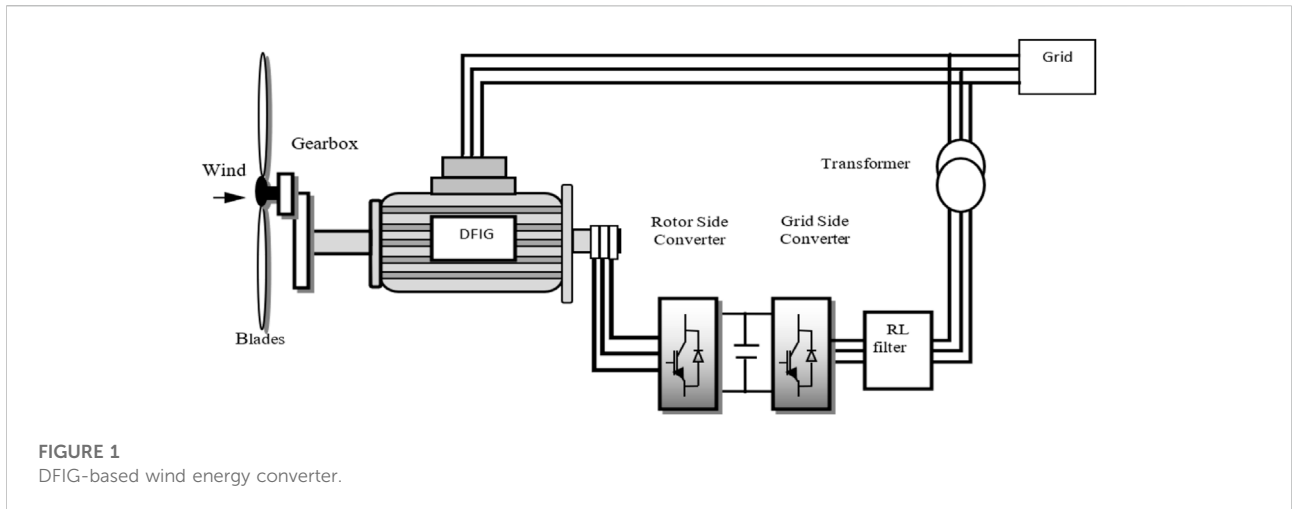 Grid
Gearbox
Wind
Transformer
Rotor Side
Converter
Grid Side
Converter
DFIG
RL
filter
Blades
FIGURE 1
DFIG-based wind energy converter.